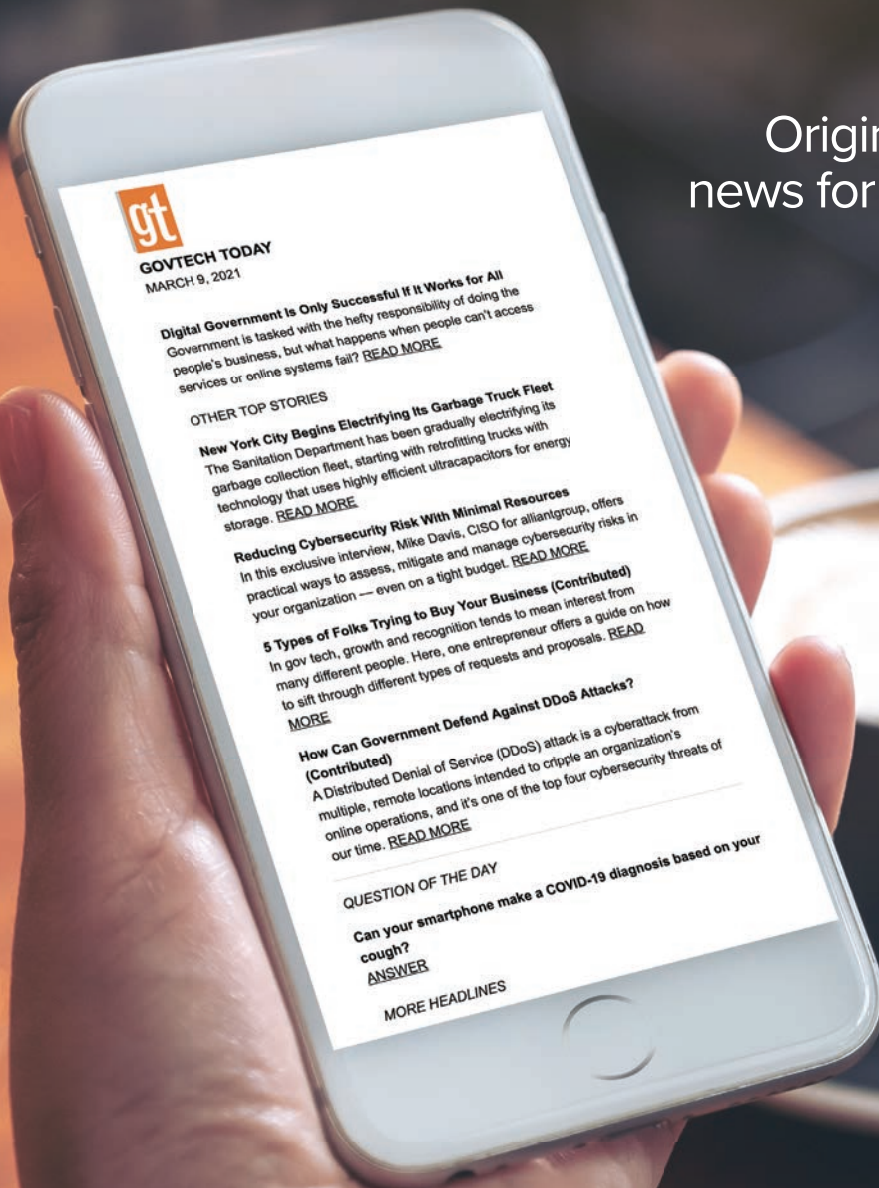 Origin
news for
gt
GOVTECH TODAY
MARCH 9, 2021
Digital Government Is Only Successful If It Works for All
Government is tasked with the hefty responsibility of doing the
people's business, but what happens when people can't access
services or online systems fail? READ MORE
OTHER TOP STORIES
New York City Begins Electrifying Its Garbage Truck Fleet
The Sanitation Department has been gradually electrifying its
garbage collection fleet, starting with retrofitting trucks with
technology that uses highly efficient ultracapacitors for energy
storage. READ MORE
Reducing Cybersecurity Risk With Minimal Resources
In this exclusive interview, Mike Davis, CISO for alliantgroup, offers
practical ways to assess, mitigate and manage cybersecurity risks in
your organization — even on a tight budget. READ MORE
5 Types of Folks Trying to Buy Your Business (Contributed)
In gov tech, growth and recognition tends to mean interest from
many different people. Here, one entrepreneur offers a guide on how
to sift through different types of requests and proposals. READ
MORE
How Can Government Defend Against DDoS Attacks?
(Contributed)
A Distributed Denial of Service (DDoS) attack is a cyberattack from
multiple, remote locations intended to cripple an organization's
online operations, and it's one of the top four cybersecurity threats of
our time. READ MORE
QUESTION OF THE DAY
Can your smartphone make a COVID-19 diagnosis based on your
cough?
ANSWER
MORE HEADLINES